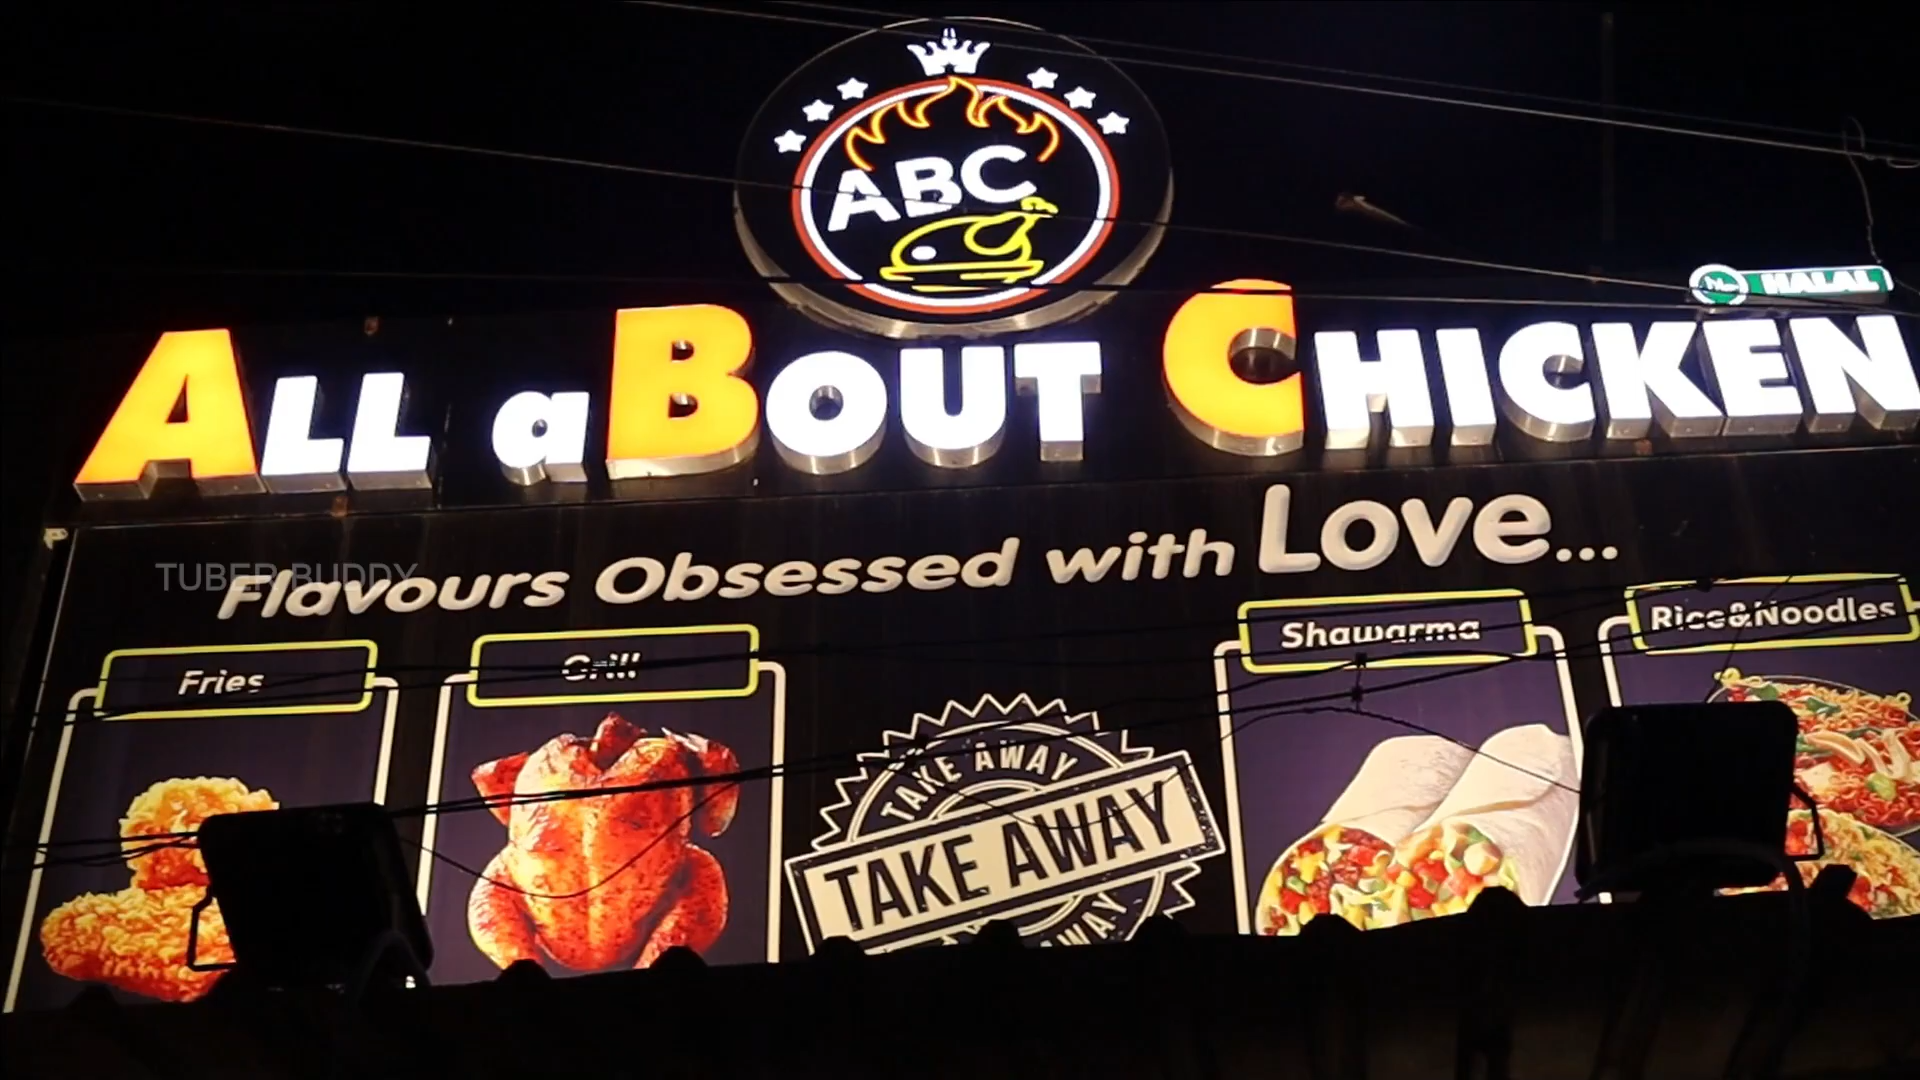 ABC
HALAL
ALL aBOUT CHICKEN
Flavours Obsessed with Love...
TUBER BUDDY
Fries
Grill
Shawarma
Rice&Noodles
TAKE AWAY
TAKE AWAY
AWAY